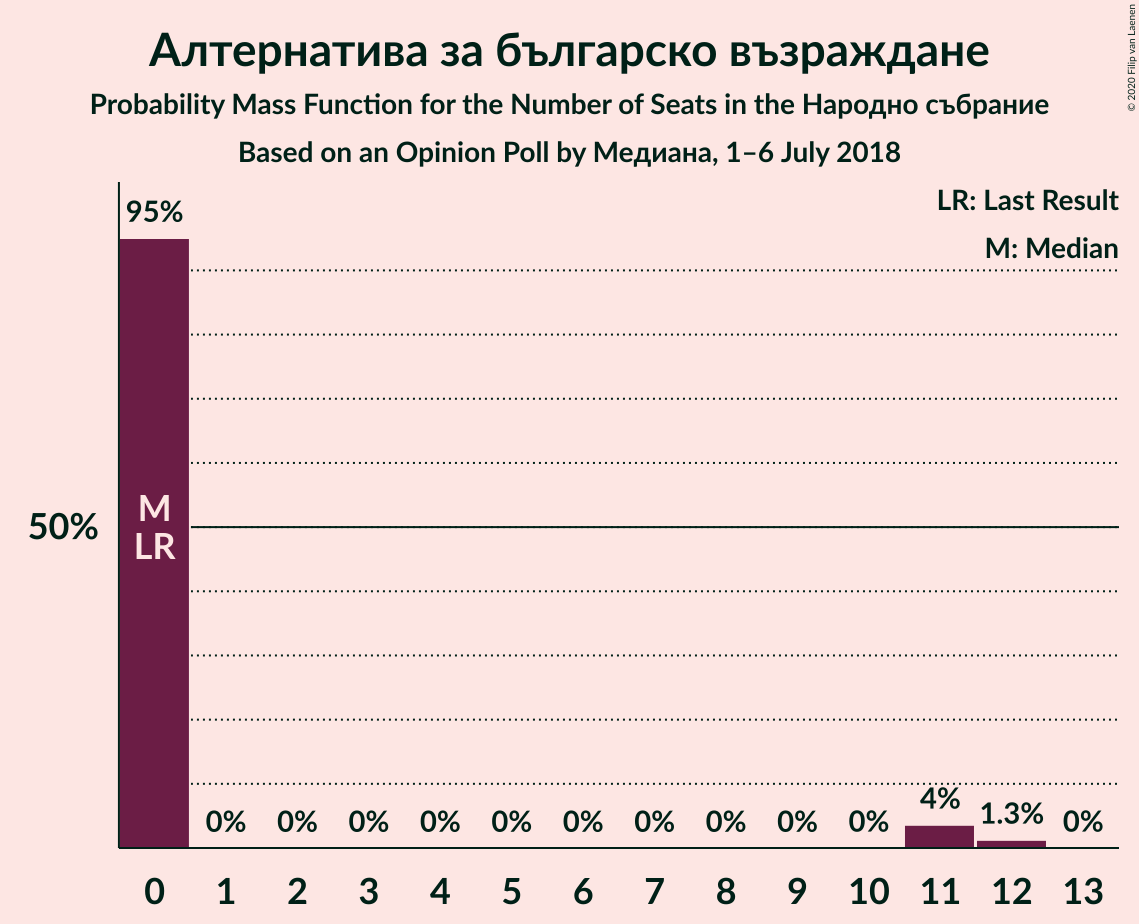 Алтернатива за българско възраждане
Probability Mass Function for the Number of Seats in the Народно събрание
Based on an Opinion Poll by Медиана, 1–6 July 2018
© 2020 Filip van Laenen
LR: Last Result
M: Median
95%
M
LR
50%
0% 0% 0% 0% 0% 0% 0% 0% 0% 0% 4% 1.3% 0%
0 1 2 3 4 5 6 7 8 9 10 11 12 13